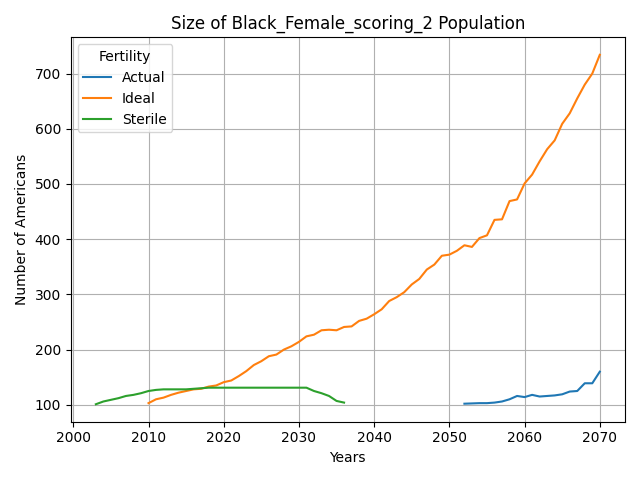 Size of Black_Female_scoring_2 Population
Fertility
Actual
Ideal
Sterile
Number of Americans
700
600
500
400
300
200
100
2000 2010 2020 2030 2040 2050 2060 2070
Years